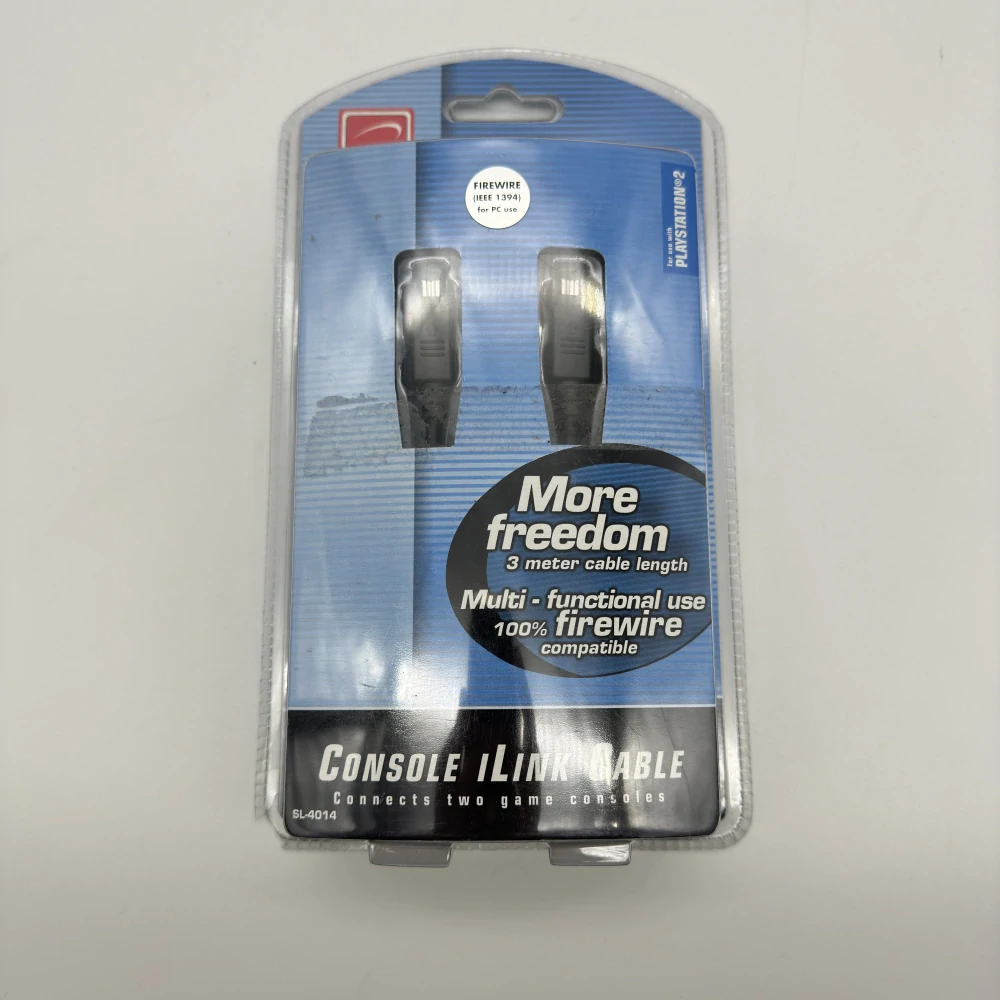 FIREWIRE
(IEEE 1394)
for PC use
for use with
PLAYSTATION®2
More
freedom
3 meter cable length
Multi - functional use
100% firewire
compatible
CONSOLE iLINK CABLE
Connects two game consoles
SL-4014